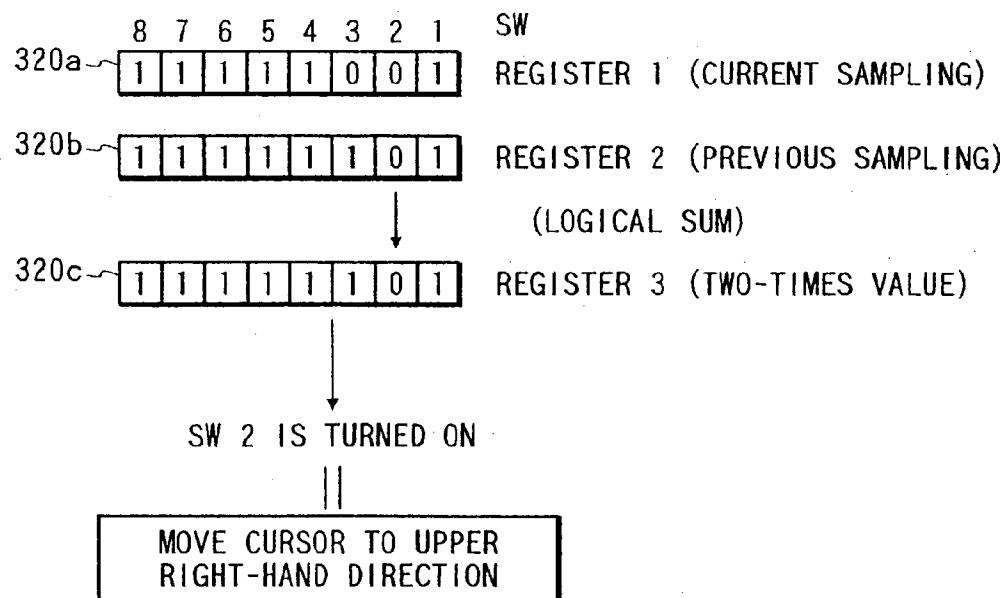 8 7 6 5 4 3 2 1 SW
320a 1 1 1 1 1 0 0 1 REGISTER 1 (CURRENT SAMPLING)
320b 1 1 1 1 1 1 0 1 REGISTER 2 (PREVIOUS SAMPLING)
(LOGICAL SUM)
320c 1 1 1 1 1 1 0 1 REGISTER 3 (TWO-TIMES VALUE)
SW 2 IS TURNED ON
MOVE CURSOR TO UPPER
RIGHT-HAND DIRECTION